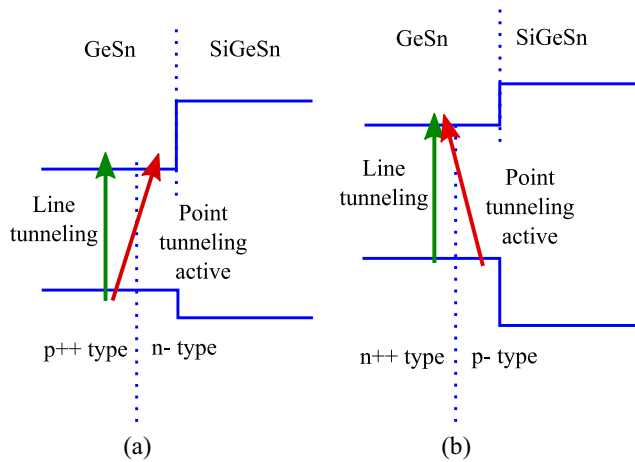 GeSn
SiGeSn
Line
tunneling
Point
tunneling
active
p++ type
n- type
(a)
GeSn
SiGeSn
Line
tunneling
Point
tunneling
active
n++ type
p- type
(b)